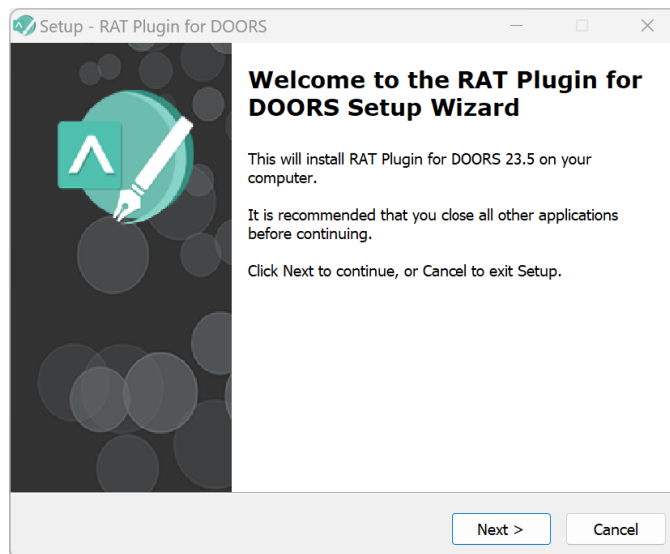 Setup - RAT Plugin for DOORS
Welcome to the RAT Plugin for
DOORS Setup Wizard
This will install RAT Plugin for DOORS 23.5 on your
computer.
It is recommended that you close all other applications
before continuing.
Click Next to continue, or Cancel to exit Setup.
Next >
Cancel